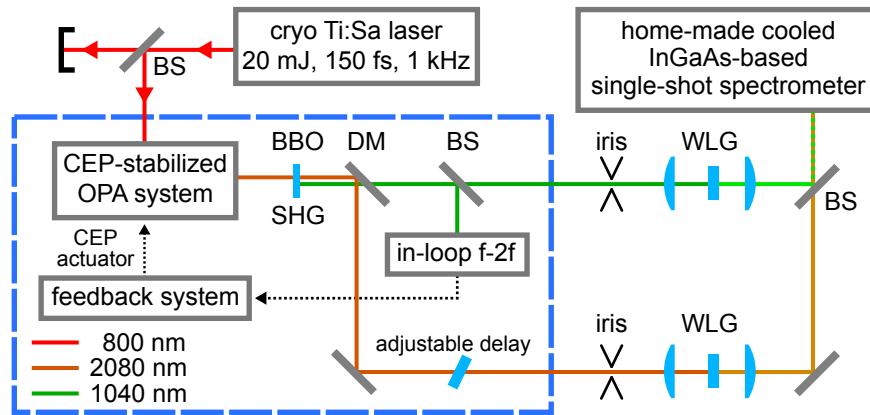 cryo Ti:Sa laser
20 mJ, 150 fs, 1 kHz
BS
home-made cooled
InGaAs-based
single-shot spectrometer
CEP-stabilized
OPA system
BBO
DM
BS
SHG
iris
WLG
BS
CEP
actuator
in-loop f-2f
feedback system
800 nm
2080 nm
1040 nm
adjustable delay
iris
WLG